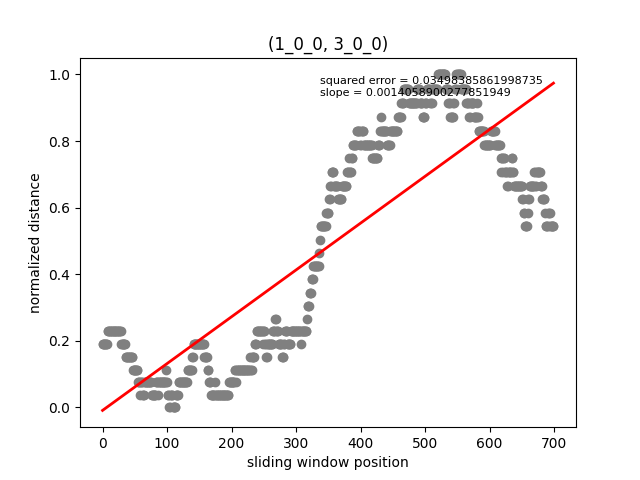 (1_0_0, 3_0_0)
squared error = 0.03498385861998735
slope = 0.0014058900277851949
normalized distance
1.0
0.8
0.6
0.4
0.2
0.0
0 100 200 300 400 500 600 700
sliding window position